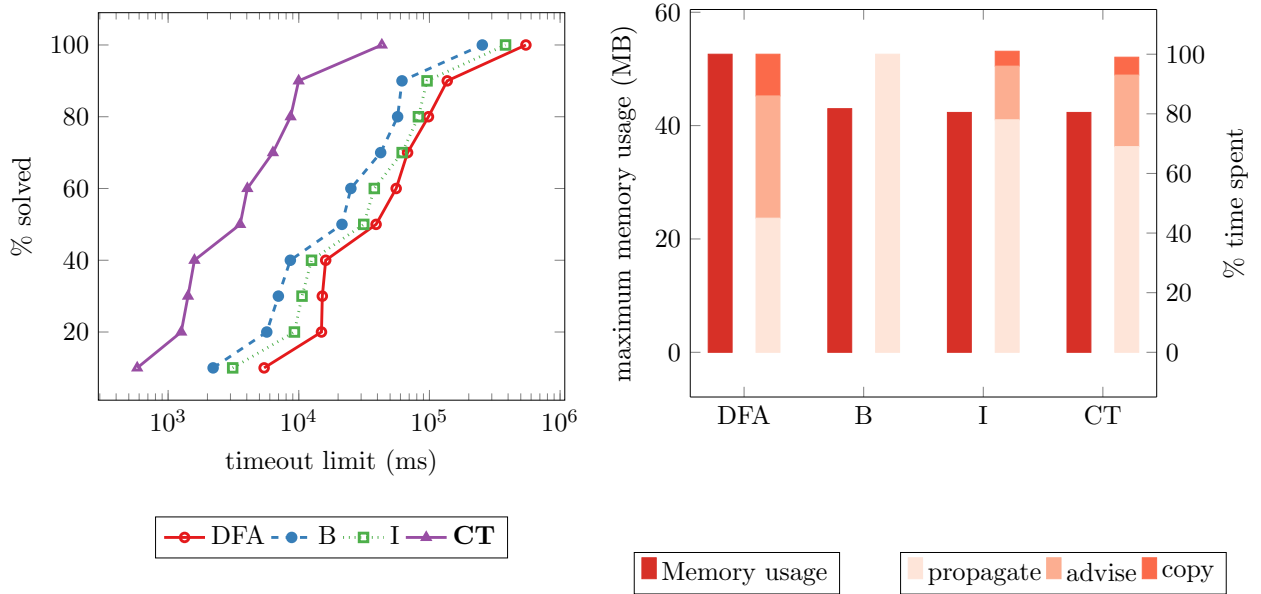 % solved
100
80
60
40
20
10^3
10^4
10^5
10^6
timeout limit (ms)
DFA
B
I
CT
maximum memory usage (MB)
60
40
20
0
% time spent
100
80
60
40
20
0
DFA
B
I
CT
Memory usage
propagate
advise
copy